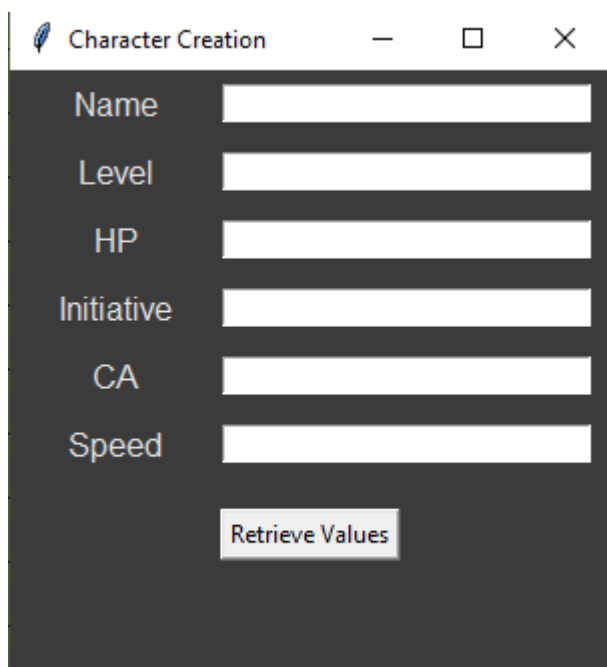 Character Creation
Name
Level
HP
Initiative
CA
Speed
Retrieve Values